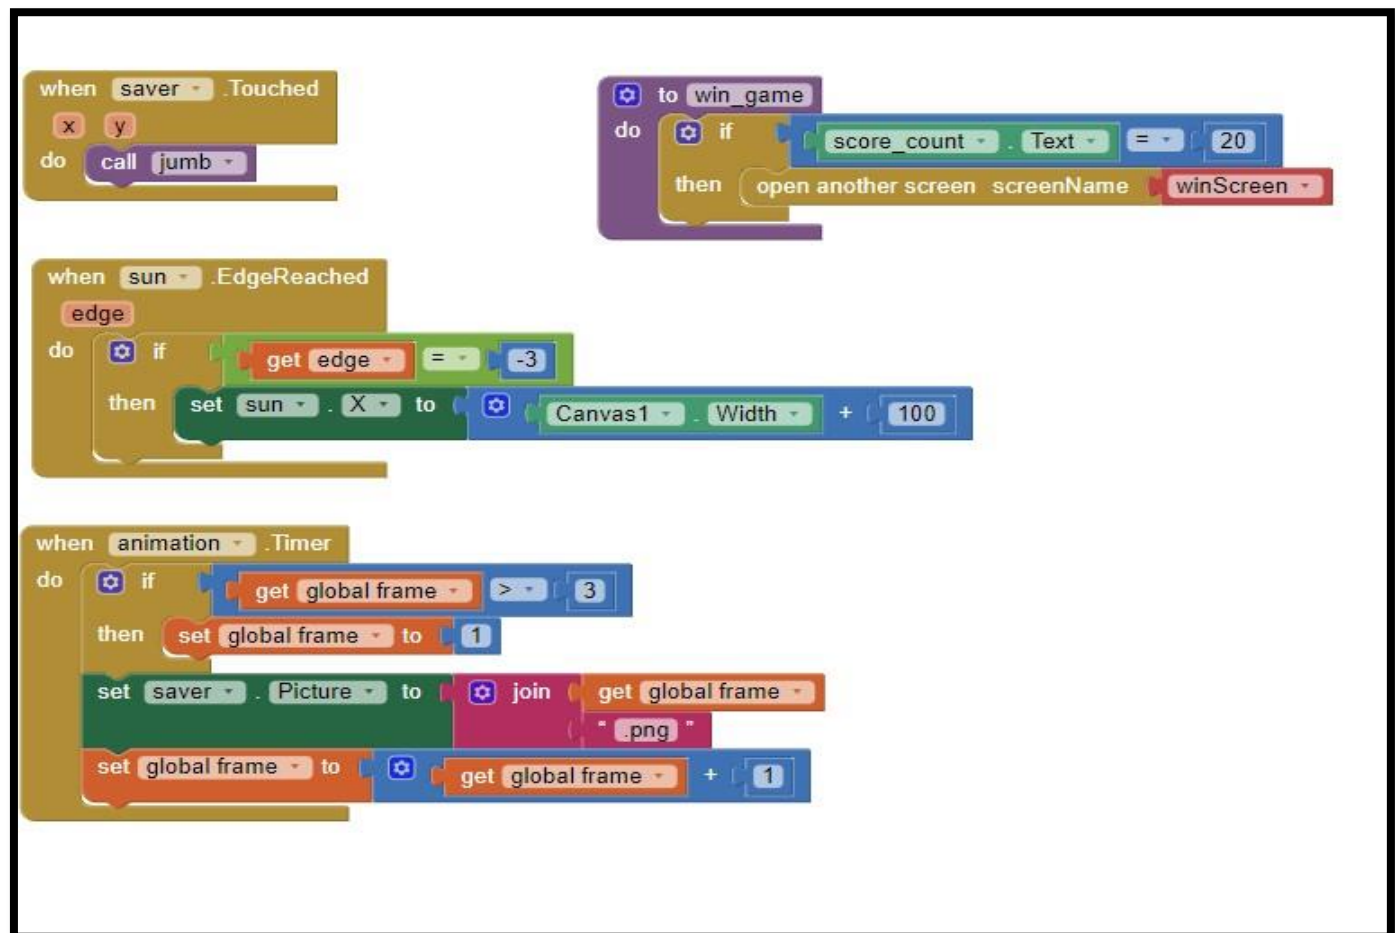 when saver .Touched
x y
do call jumb
to win_game
do if score_count . Text = 20
then open another screen screenName winScreen
when sun .EdgeReached
edge
do if get edge = -3
then set sun . X to Canvas1 . Width + 100
when animation .Timer
do if get global frame > 3
then set global frame to 1
set saver . Picture to join get global frame
" .png "
set global frame to get global frame + 1